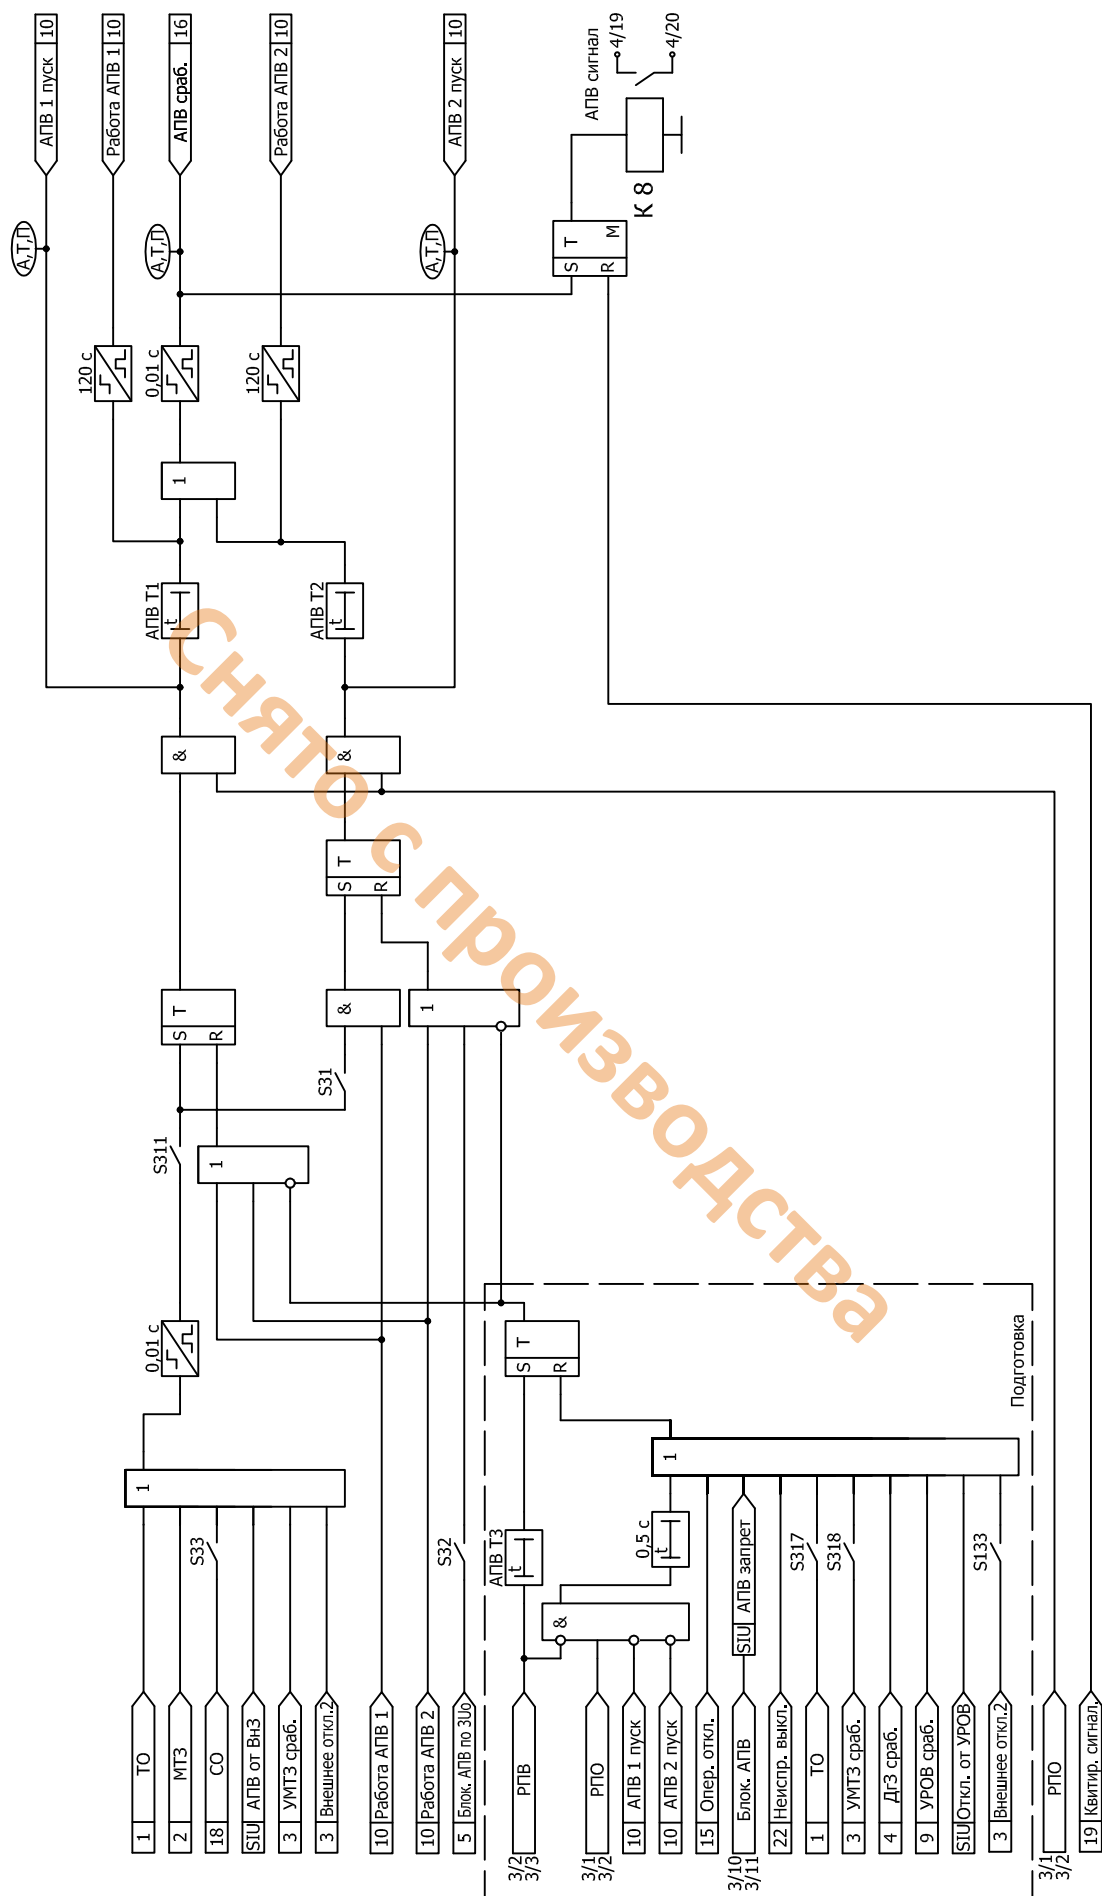 АПВ 1 пуск 10
Работа АПВ 1 10
АПВ сраб. 16
Работа АПВ 2 10
АПВ 2 пуск 10
АПВ сигнал
4/19
4/20
К 8
А,Т,П
А,Т,П
А,Т,П
S T
R M
120 с
0,01 с
120 с
1
АПВ Т1
t
АПВ Т2
t
&
&
S T
R
S T
R
&
1
S31
S311
1
0,01 с
S T
R
Подготовка
1
1
S33
S32
АПВ Т3
t
0,5 с
t
&
S317
S318
S133
1 ТО
2 МТЗ
18 СО
SIU АПВ от ВнЗ
3 УМТЗ сраб.
3 Внешнее откл.2
10 Работа АПВ 1
10 Работа АПВ 2
5 Блок. АПВ по 3Uo
3/2
3/3
РПВ
3/1
3/2
РПО
10 АПВ 1 пуск
10 АПВ 2 пуск
15 Опер. откл.
3/10
3/11
Блок. АПВ
SIU АПВ запрет
22 Неиспр. выкл.
1 ТО
3 УМТЗ сраб.
4 ДгЗ сраб.
9 УРОВ сраб.
SIU Откл. от УРОВ
3 Внешнее откл.2
3/1
3/2
РПО
19 Квитир. сигнал.
Снято с производства